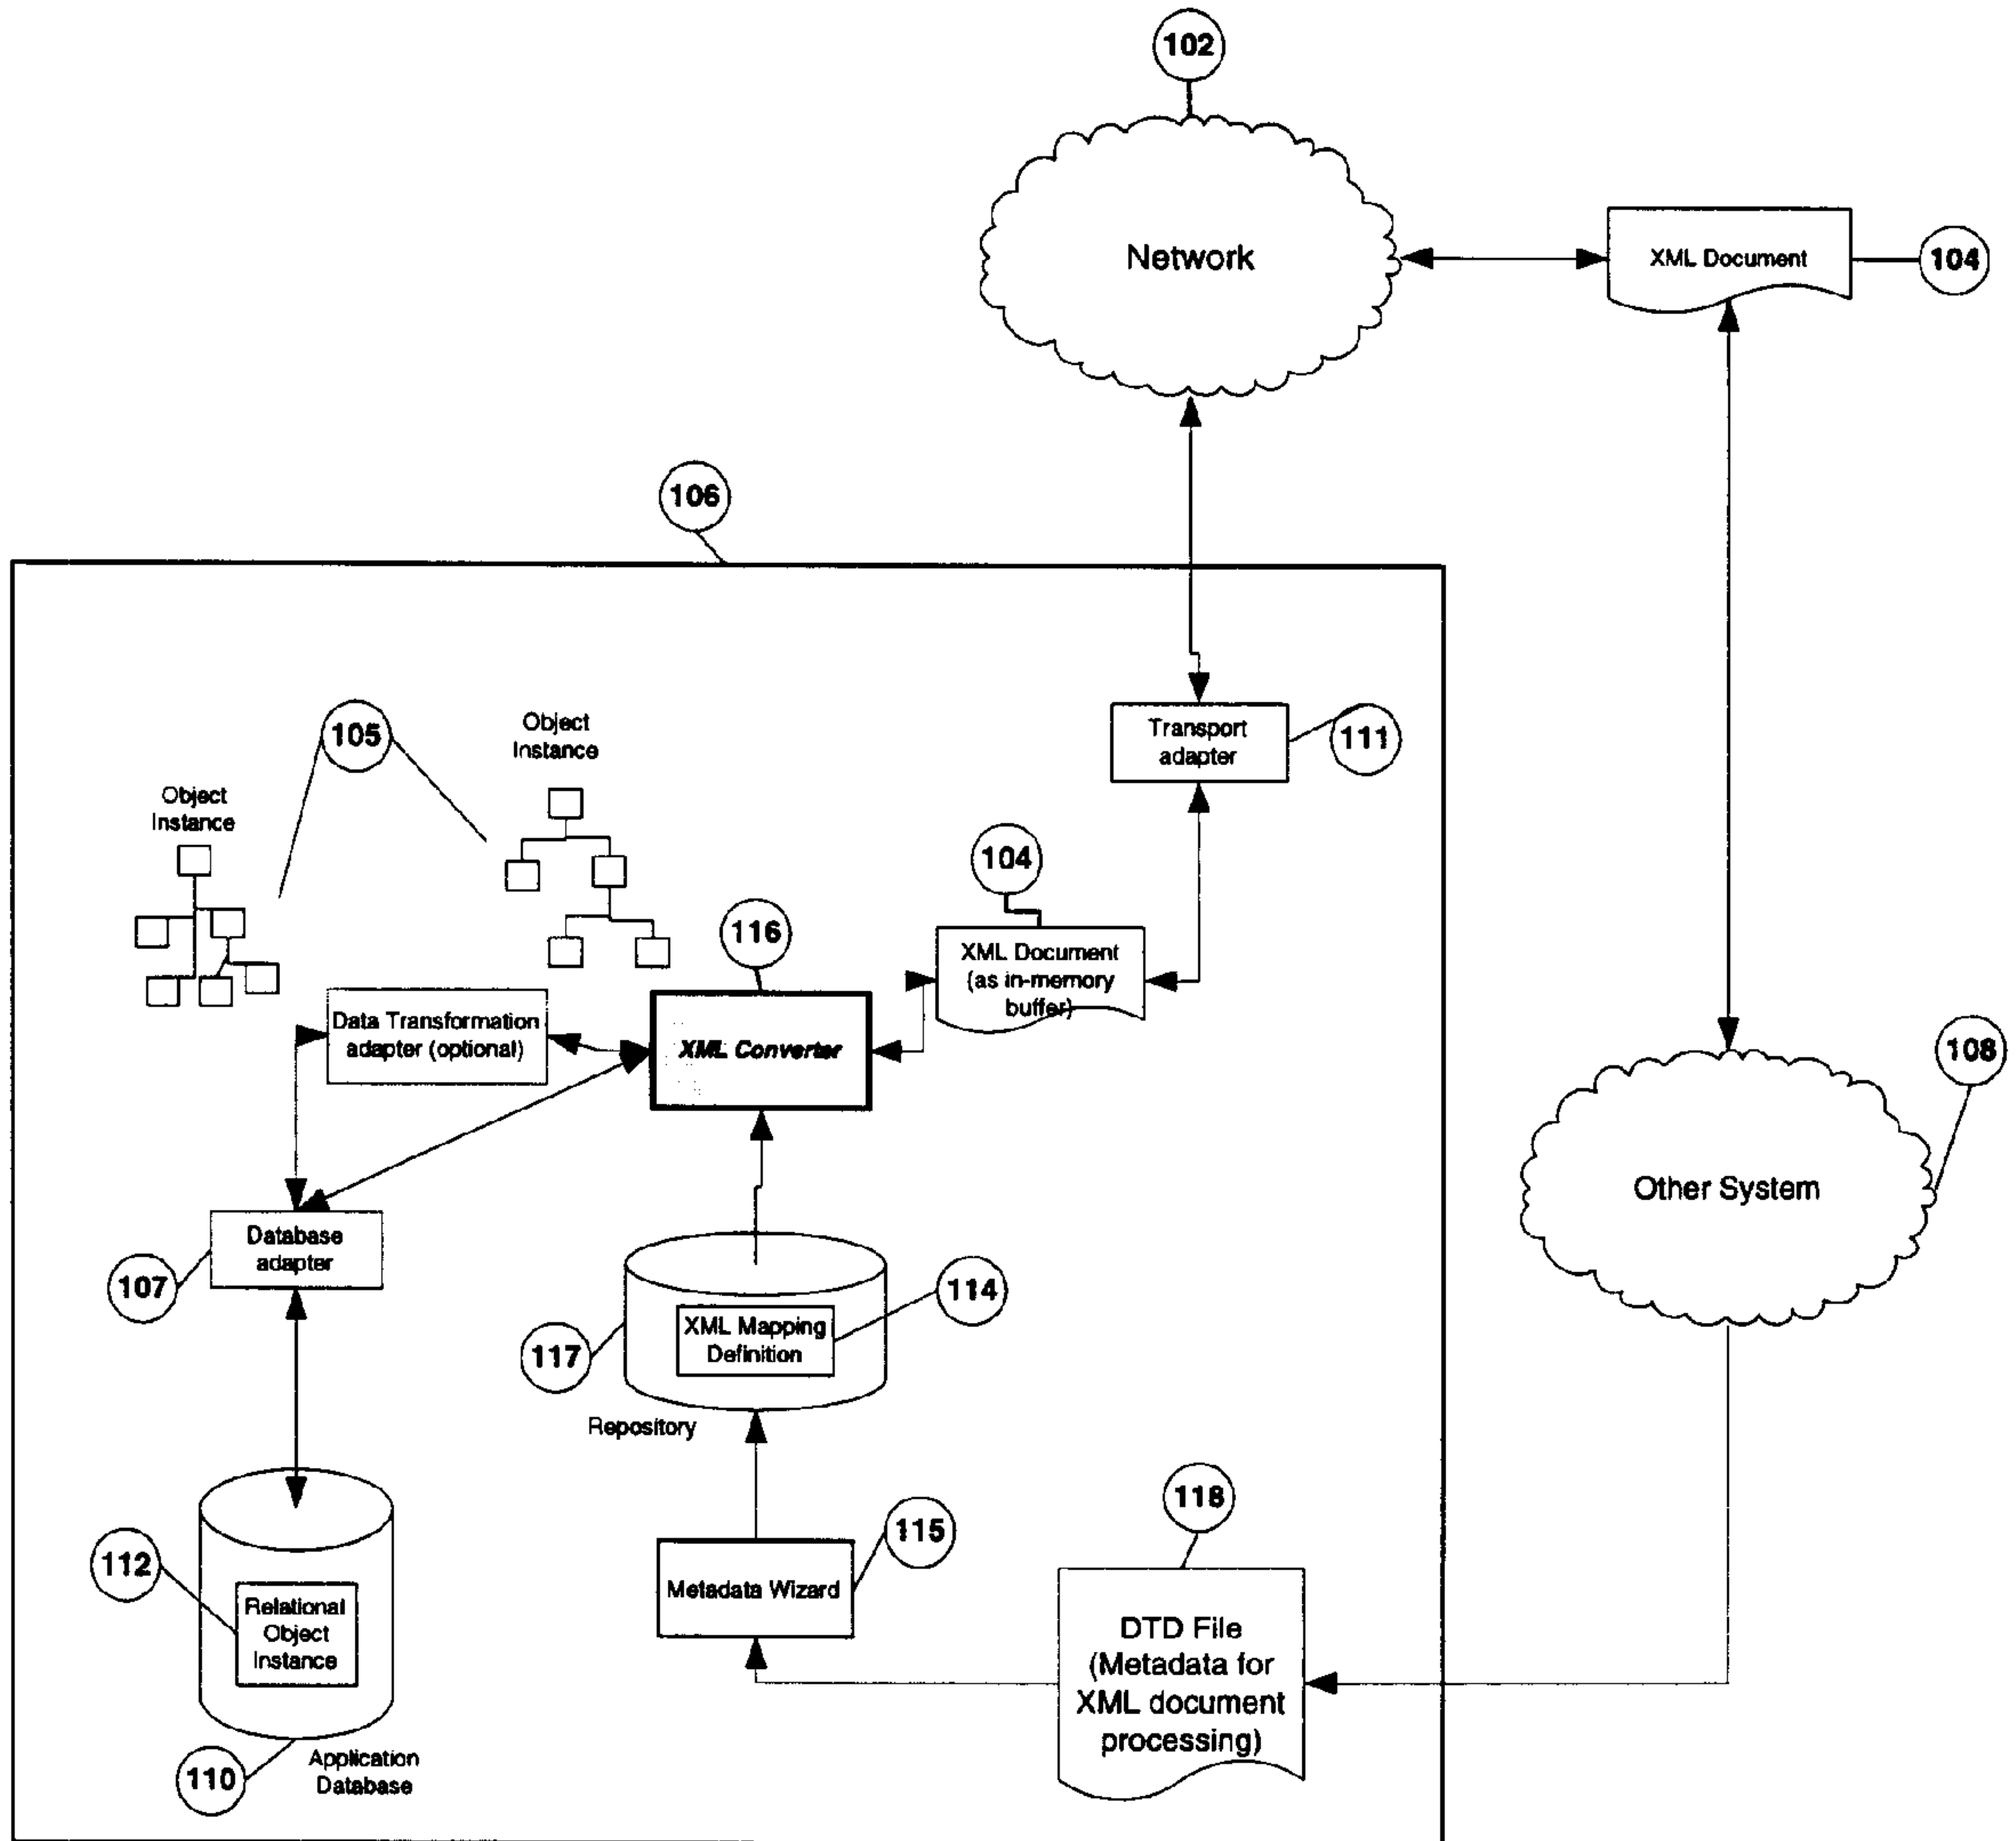 102
Network
XML Document
104
106
105
Object
Instance
Object
Instance
Transport
adapter
111
104
116
XML Document
(as in-memory
buffer)
Data Transformation
adapter (optional)
XML Converter
108
Other System
Database
adapter
107
114
XML Mapping
Definition
117
Repository
118
115
112
Metadata Wizard
Relational
Object
Instance
DTD File
(Metadata for
XML document
processing)
110
Application
Database